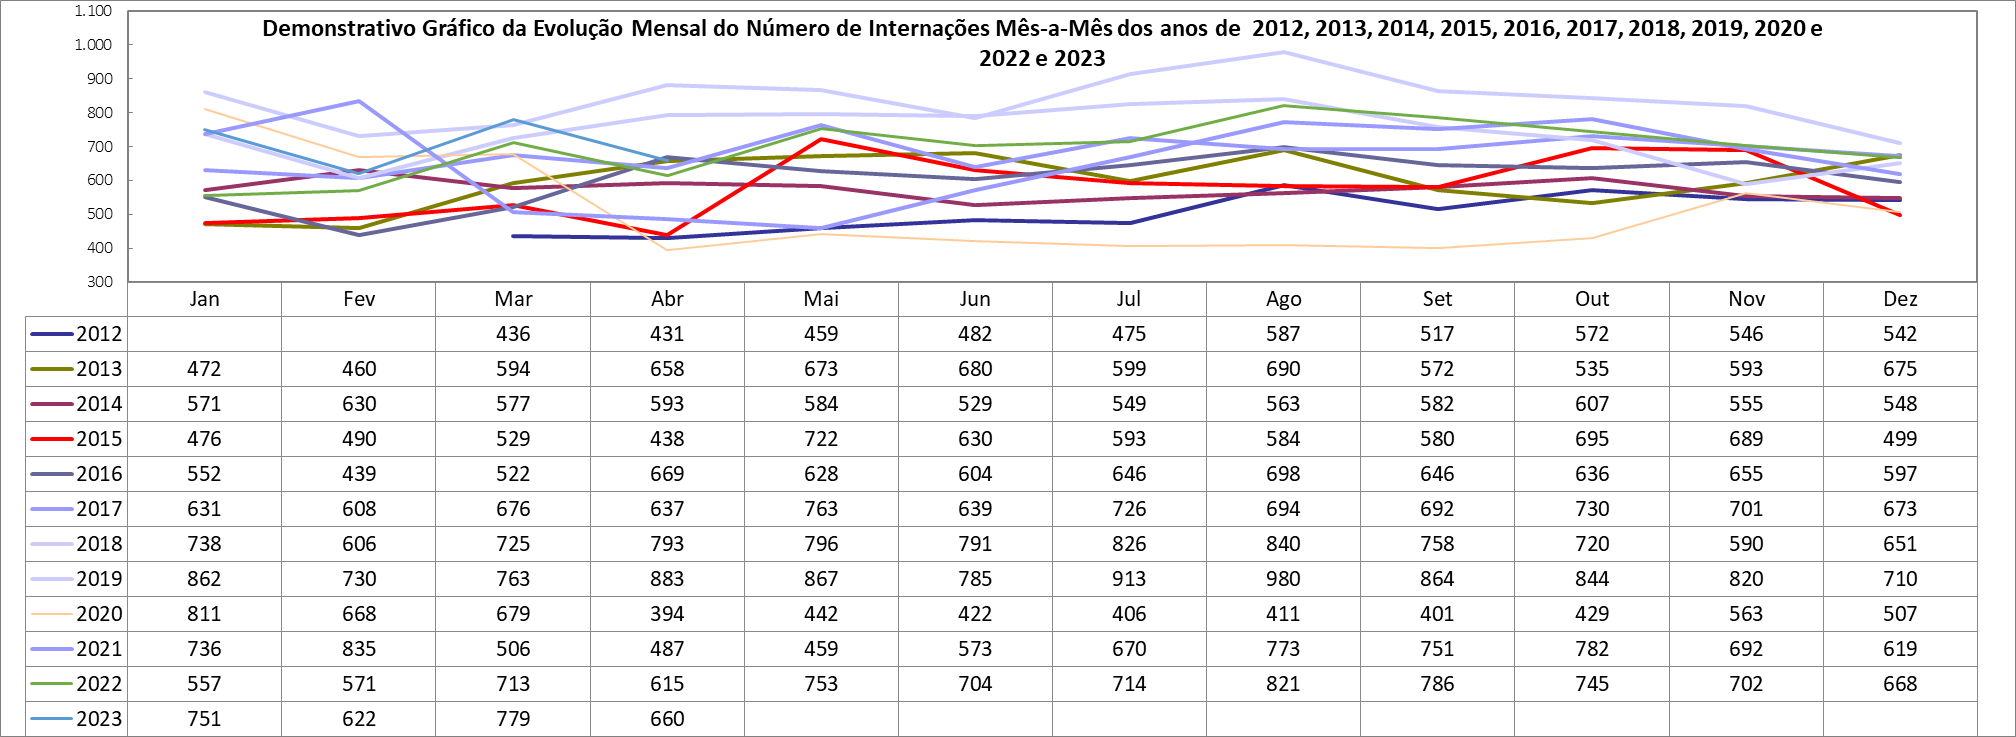 Demonstrativo Gráfico da Evolução Mensal do Número de Internações Mês-a-Mês dos anos de 2012, 2013, 2014, 2015, 2016, 2017, 2018, 2019, 2020 e
2022 e 2023
1.100
1.000
900
800
700
600
500
400
300
Jan Fev Mar Abr Mai Jun Jul Ago Set Out Nov Dez
2012 436 431 459 482 475 587 517 572 546 542
2013 472 460 594 658 673 680 599 690 572 535 593 675
2014 571 630 577 593 584 529 549 563 582 607 555 548
2015 476 490 529 438 722 630 593 584 580 695 689 499
2016 552 439 522 669 628 604 646 698 646 636 655 597
2017 631 608 676 637 763 639 726 694 692 730 701 673
2018 738 606 725 793 796 791 826 840 758 720 590 651
2019 862 730 763 883 867 785 913 980 864 844 820 710
2020 811 668 679 394 442 422 406 411 401 429 563 507
2021 736 835 506 487 459 573 670 773 751 782 692 619
2022 557 571 713 615 753 704 714 821 786 745 702 668
2023 751 622 779 660